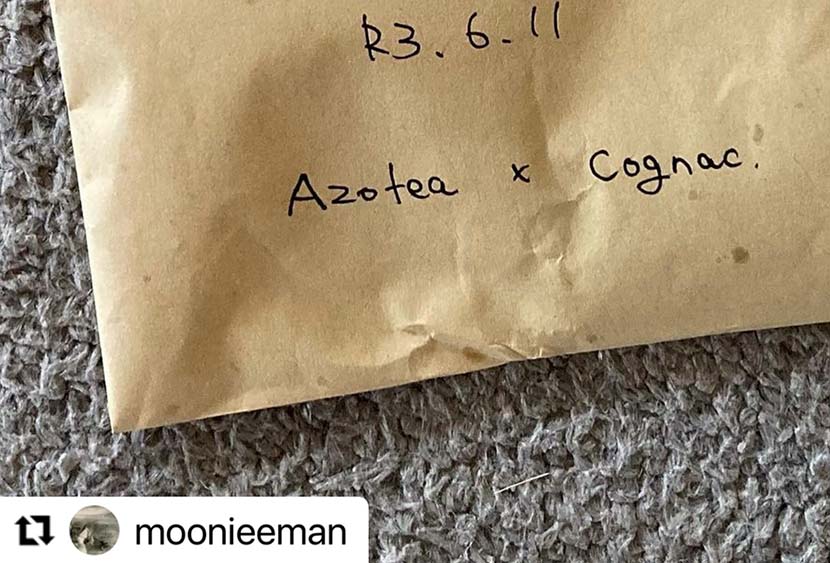 R3.6.11
Azotea x Cognac.
moonieeman